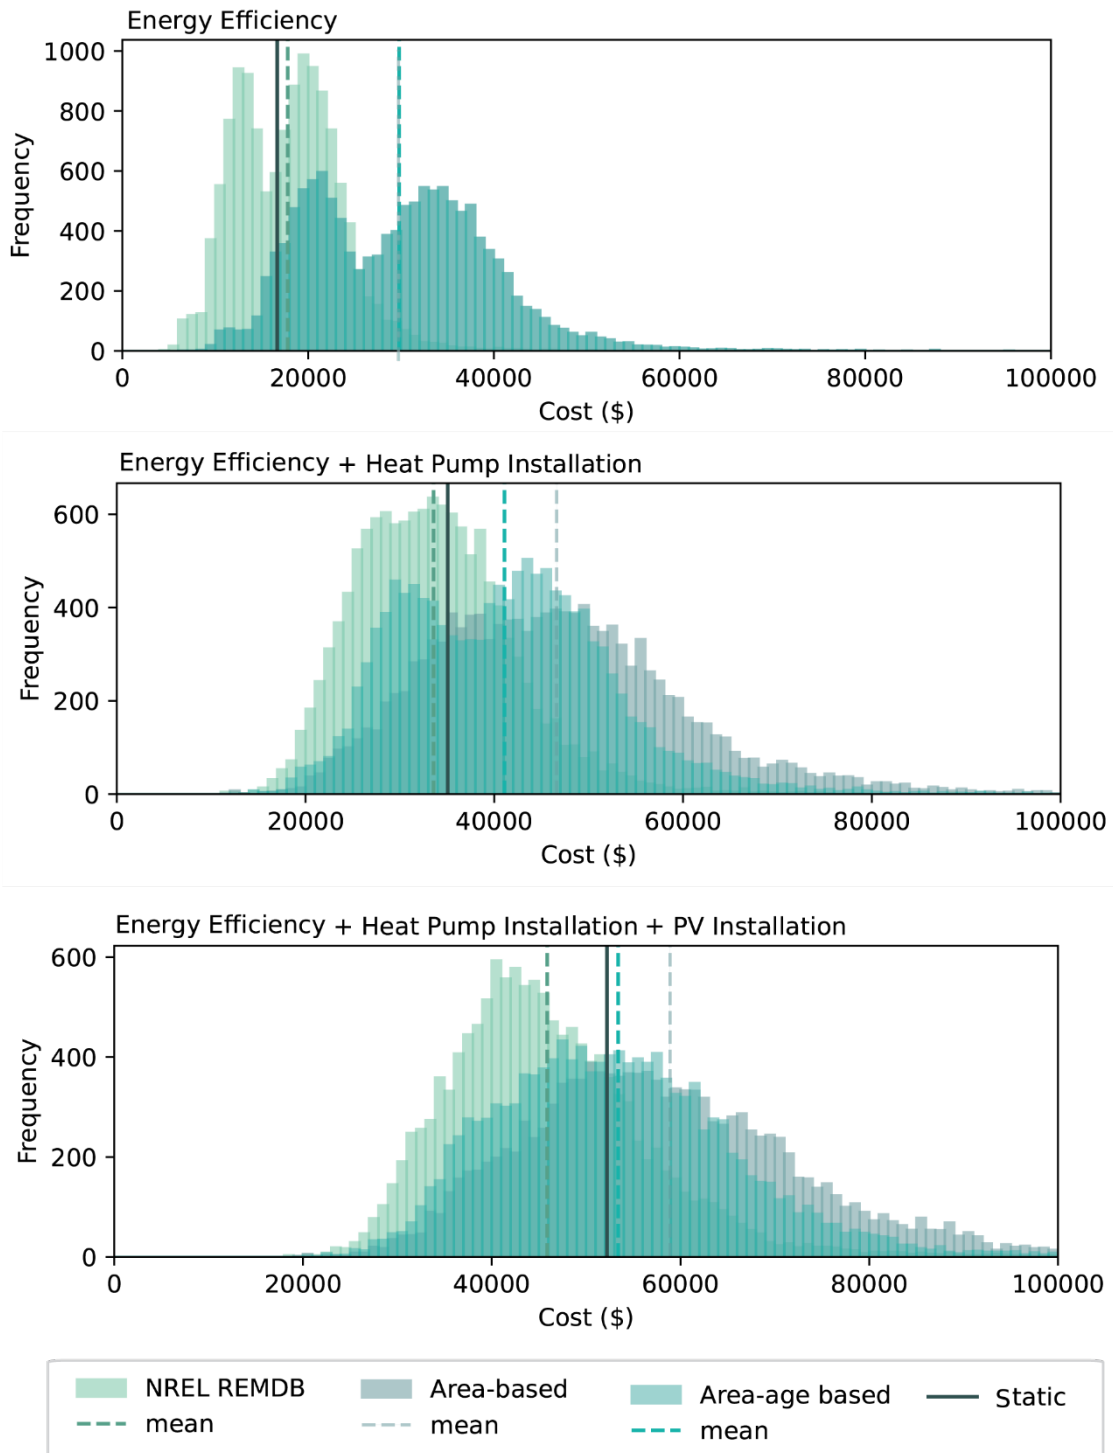 Energy Efficiency
1000
800
600
400
200
0
Frequency
0 20000 40000 60000 80000 100000
Cost ($)
Energy Efficiency + Heat Pump Installation
600
400
200
0
Frequency
0 20000 40000 60000 80000 100000
Cost ($)
Energy Efficiency + Heat Pump Installation + PV Installation
600
400
200
0
Frequency
0 20000 40000 60000 80000 100000
Cost ($)
NREL REMDB Area-based Area-age based Static
mean mean mean